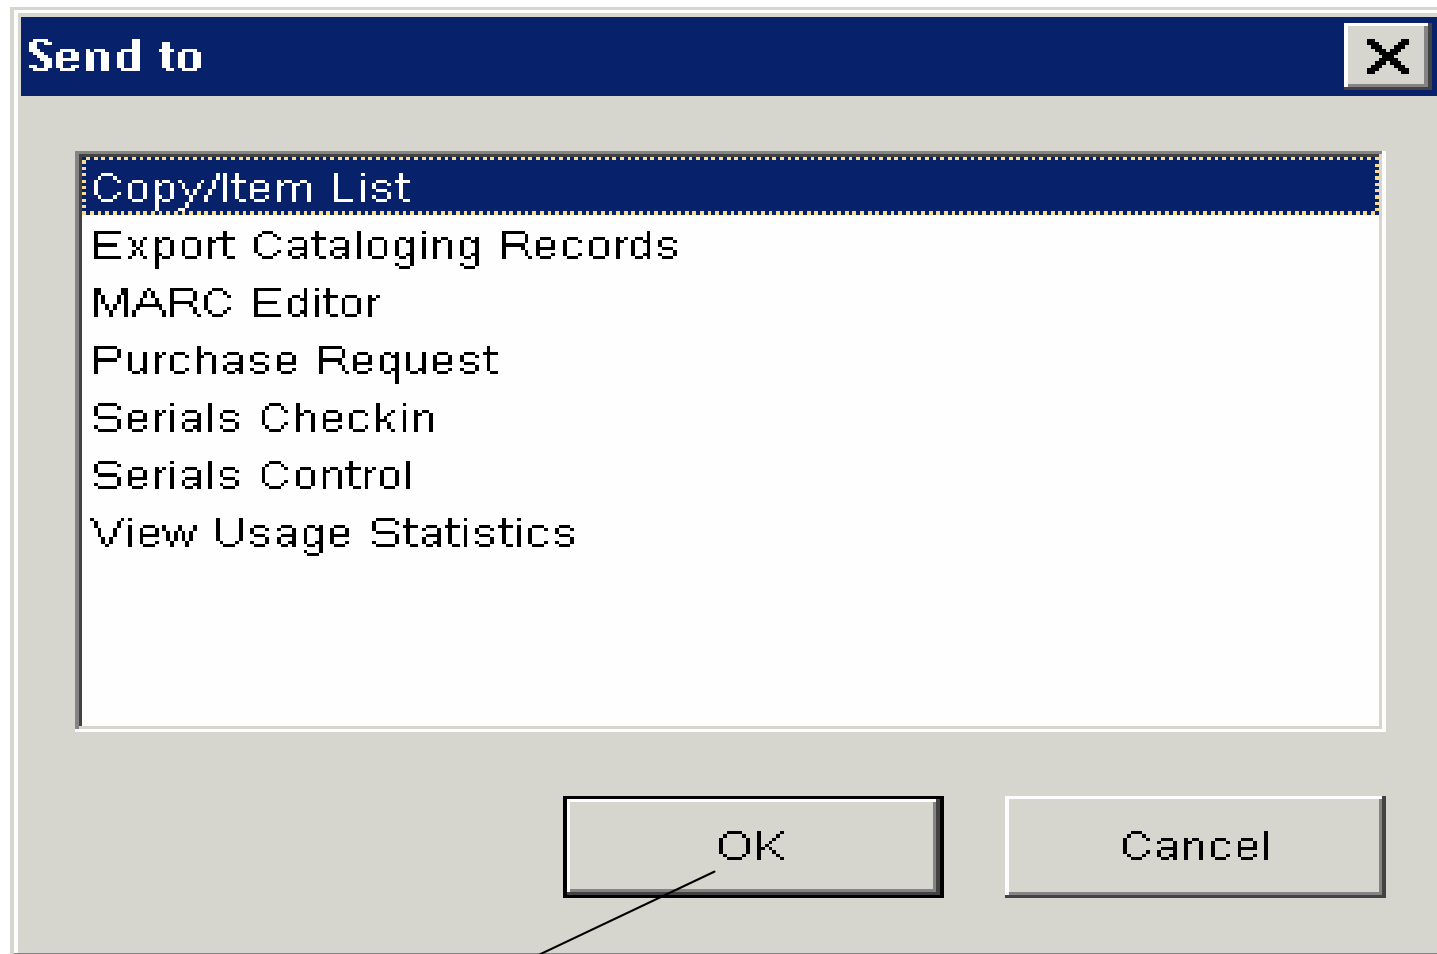 Send to
Copy/Item List
Export Cataloging Records
MARC Editor
Purchase Request
Serials Checkin
Serials Control
View Usage Statistics
OK
Cancel